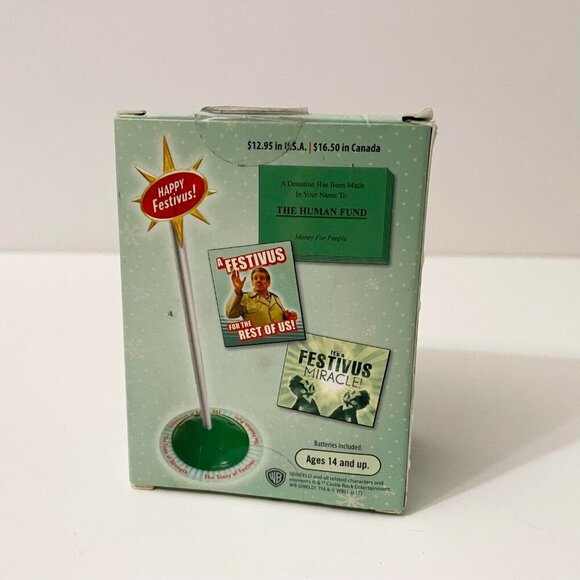 $12.95 in U.S.A. | $16.50 in Canada
HAPPY
Festivus!
A Donation Has Been Made
In Your Name To:
THE HUMAN FUND
Money For People
A
FESTIVUS
FOR THE
REST OF US!
IT'S A
FESTIVUS
MIRACLE!
The Story of Festivus
Batteries included.
Ages 14 and up.
WB
SEINFELD and all related characters and
elements © & ™ Castle Rock Entertainment.
WB SHIELD: ™ & © WBEI. (s17)